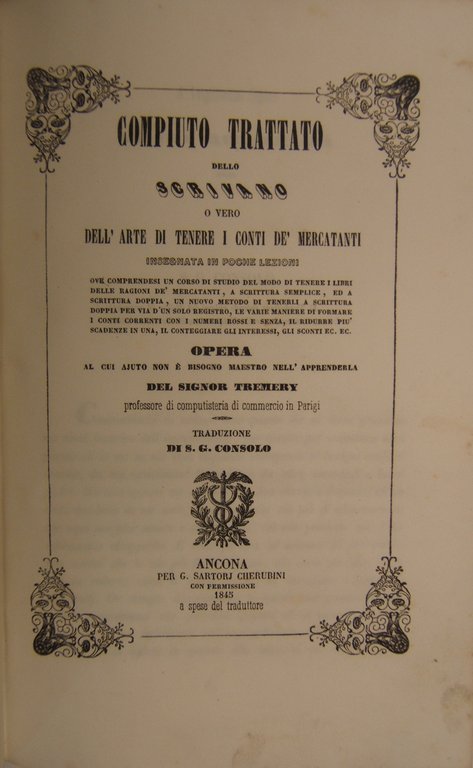 COMPIUTO TRATTATO
DELLO
SCRIVANO
O VERO
DELL' ARTE DI TENERE I CONTI DE' MERCATANTI
INSEGNATA IN POCHE LEZIONI
OVE COMPRENDESI UN CORSO DI STUDIO DEL MODO DI TENERE I LIBRI
DELLE RAGIONI DE' MERCATANTI, A SCRITTURA SEMPLICE, ED A
SCRITTURA DOPPIA, UN NUOVO METODO DI TENERLI A SCRITTURA
DOPPIA PER VIA D'UN SOLO REGISTRO, LE VARIE MANIERE DI FORMARE
I CONTI CORRENTI CON I NUMERI ROSSI E SENZA, IL RIDURRE PIU'
SCADENZE IN UNA, IL CONTEGGIARE GLI INTERESSI, GLI SCONTI EC. EC.
OPERA
AL CUI AJUTO NON È BISOGNO MAESTRO NELL' APPRENDERLA
DEL SIGNOR TREMERY
professore di computisteria di commercio in Parigi
TRADUZIONE
DI S. G. CONSOLO
ANCONA
PER G. SARTORJ CHERUBINI
CON PERMISSIONE
1845
a spese del traduttore